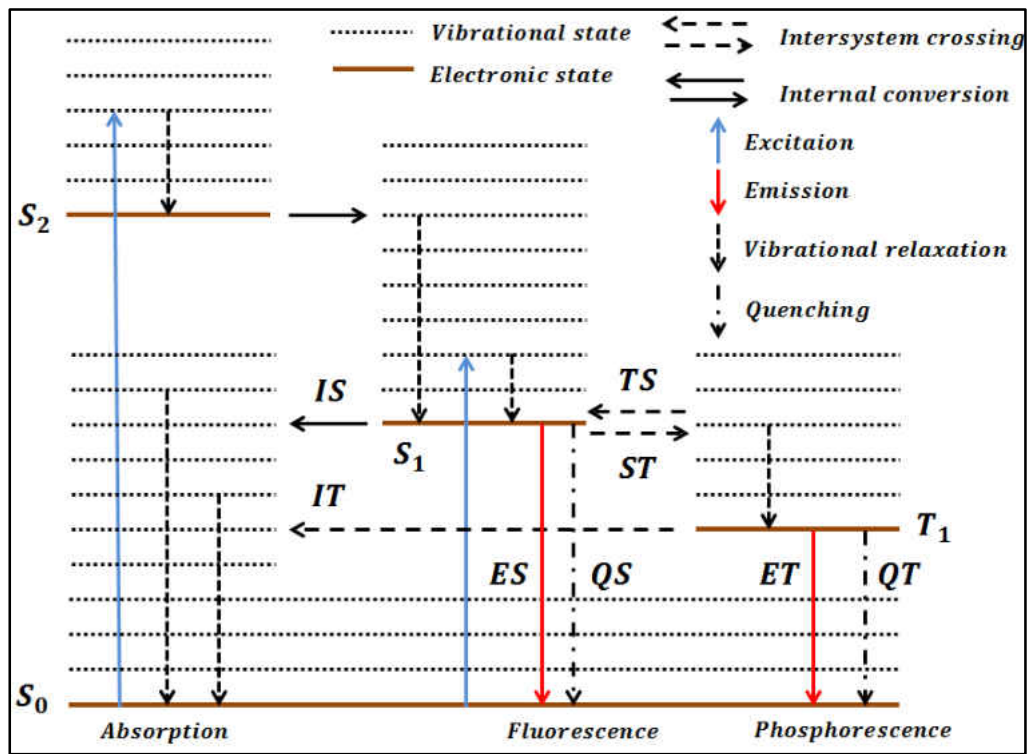 Vibrational state
Electronic state
Intersystem crossing
Internal conversion
Excitaion
Emission
Vibrational relaxation
Quenching
S2
IS
S1
TS
ST
IT
T1
ES
QS
ET
QT
S0
Absorption
Fluorescence
Phosphorescence